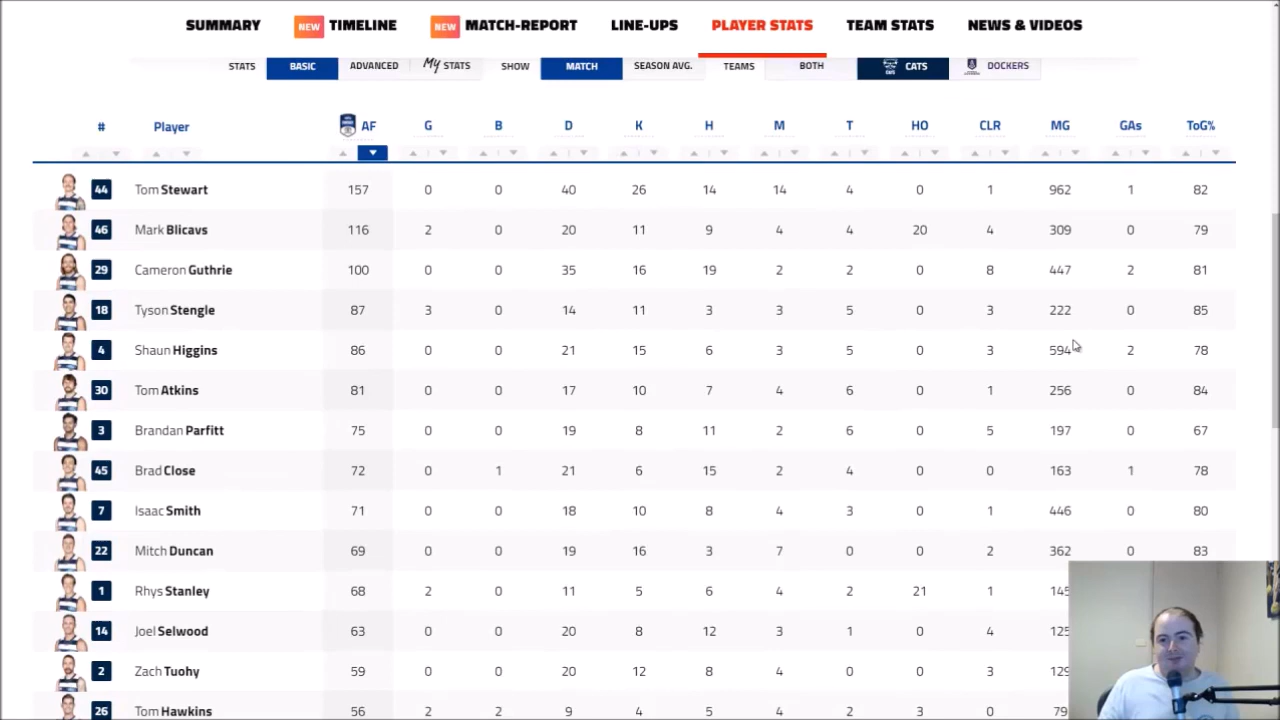 SUMMARY NEW TIMELINE NEW MATCH-REPORT LINE-UPS PLAYER STATS TEAM STATS NEWS & VIDEOS
STATS BASIC ADVANCED My STATS SHOW MATCH SEASON AVG. TEAMS BOTH CATS DOCKERS
# Player AF G B D K H M T HO CLR MG GAs ToG%
44 Tom Stewart 157 0 0 40 26 14 14 4 0 1 962 1 82
46 Mark Blicavs 116 2 0 20 11 9 4 4 20 4 309 0 79
29 Cameron Guthrie 100 0 0 35 16 19 2 2 0 8 447 2 81
18 Tyson Stengle 87 3 0 14 11 3 3 5 0 3 222 0 85
4 Shaun Higgins 86 0 0 21 15 6 3 5 0 3 594 2 78
30 Tom Atkins 81 0 0 17 10 7 4 6 0 1 256 0 84
3 Brandan Parfitt 75 0 0 19 8 11 2 6 0 5 197 0 67
45 Brad Close 72 0 1 21 6 15 2 4 0 0 163 1 78
7 Isaac Smith 71 0 0 18 10 8 4 3 0 1 446 0 80
22 Mitch Duncan 69 0 0 19 16 3 7 0 0 2 362 0 83
1 Rhys Stanley 68 2 0 11 5 6 4 2 21 1 145
14 Joel Selwood 63 0 0 20 8 12 3 1 0 4 125
2 Zach Tuohy 59 0 0 20 12 8 4 0 0 3 129
26 Tom Hawkins 56 2 2 9 4 5 4 2 3 0 79